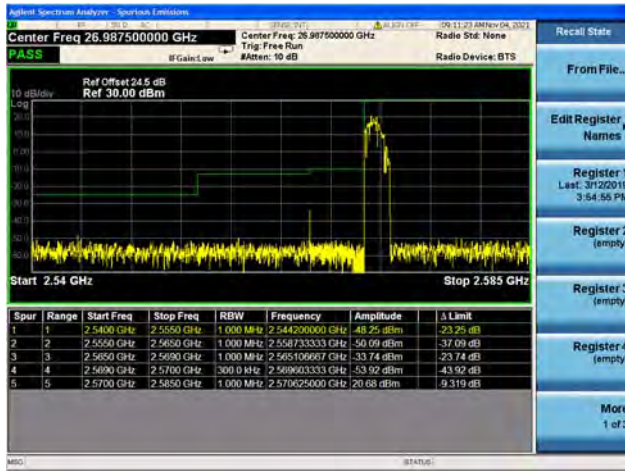 Agilent Spectrum Analyzer - Spurious Emissions
SENSE:INT
ALIGN OFF
09:11:23 AM Nov 04, 2021
Center Freq 26.987500000 GHz
Center Freq: 26.987500000 GHz
Radio Std: None
Trig: Free Run
PASS
IFGain:Low
#Atten: 10 dB
Radio Device: BTS
Ref Offset 24.5 dB
10 dB/div
Ref 30.00 dBm
Log
20.0
10.0
Start 2.54 GHz
Stop 2.585 GHz
Spur Range Start Freq Stop Freq RBW Frequency Amplitude Δ Limit
1 1 2.5400 GHz 2.5550 GHz 1.000 MHz 2.544200000 GHz -48.25 dBm -23.25 dB
2 2 2.5550 GHz 2.5650 GHz 1.000 MHz 2.558733333 GHz -50.09 dBm -37.09 dB
3 3 2.5650 GHz 2.5690 GHz 1.000 MHz 2.565106667 GHz -33.74 dBm -23.74 dB
4 4 2.5690 GHz 2.5700 GHz 300.0 kHz 2.569603333 GHz -53.92 dBm -43.92 dB
5 5 2.5700 GHz 2.5850 GHz 1.000 MHz 2.570625000 GHz 20.68 dBm -9.319 dB
MSG
STATUS
Recall State
From File..
Edit Register
Names
Register
Last: 3/12/2019
3:54:55 PM
Register 2
(empty
Register 3
(empty
Register 4
(empty
More
1 of